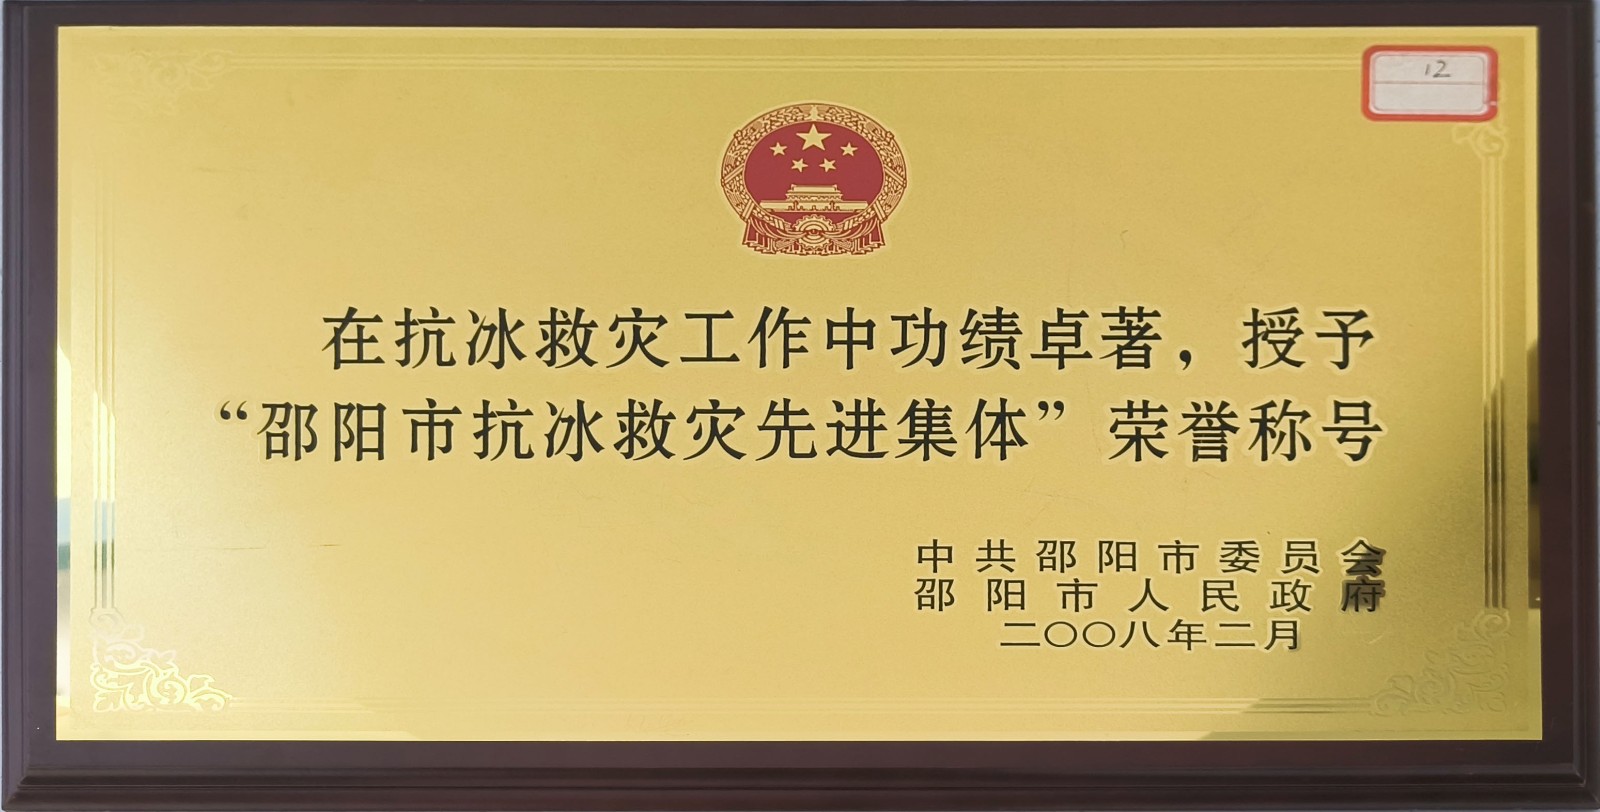 12
在抗冰救灾工作中功绩卓著，授予
“邵阳市抗冰救灾先进集体”荣誉称号
中共邵阳市委员会
邵阳市人民政府
二〇〇八年二月